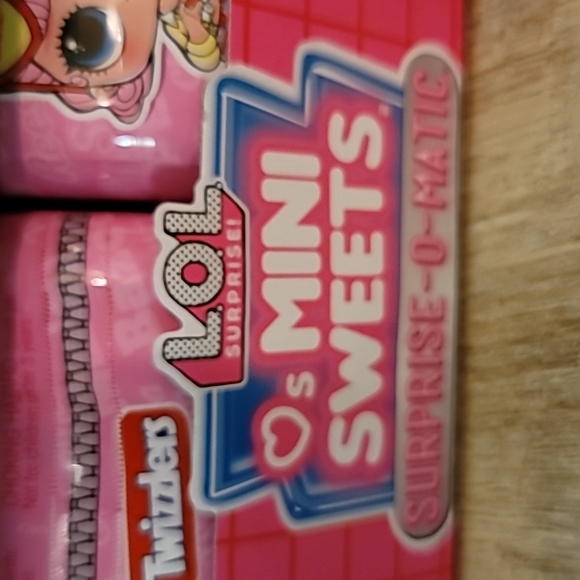 L.O.L.
SURPRISE!
s MINI
SWEETS
SURPRISE-O-MATIC
Twizzlers